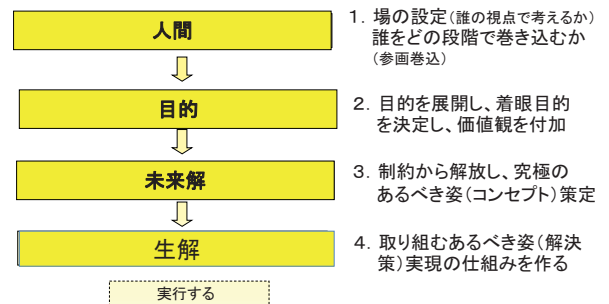 人間
1. 場の設定(誰の視点で考えるか)
誰をどの段階で巻き込むか
(参画巻込)
目的
2. 目的を展開し、着眼目的
を決定し、価値観を付加
未来解
3. 制約から解放し、究極の
あるべき姿(コンセプト)策定
生解
4. 取り組むあるべき姿(解決
策)実現の仕組みを作る
実行する